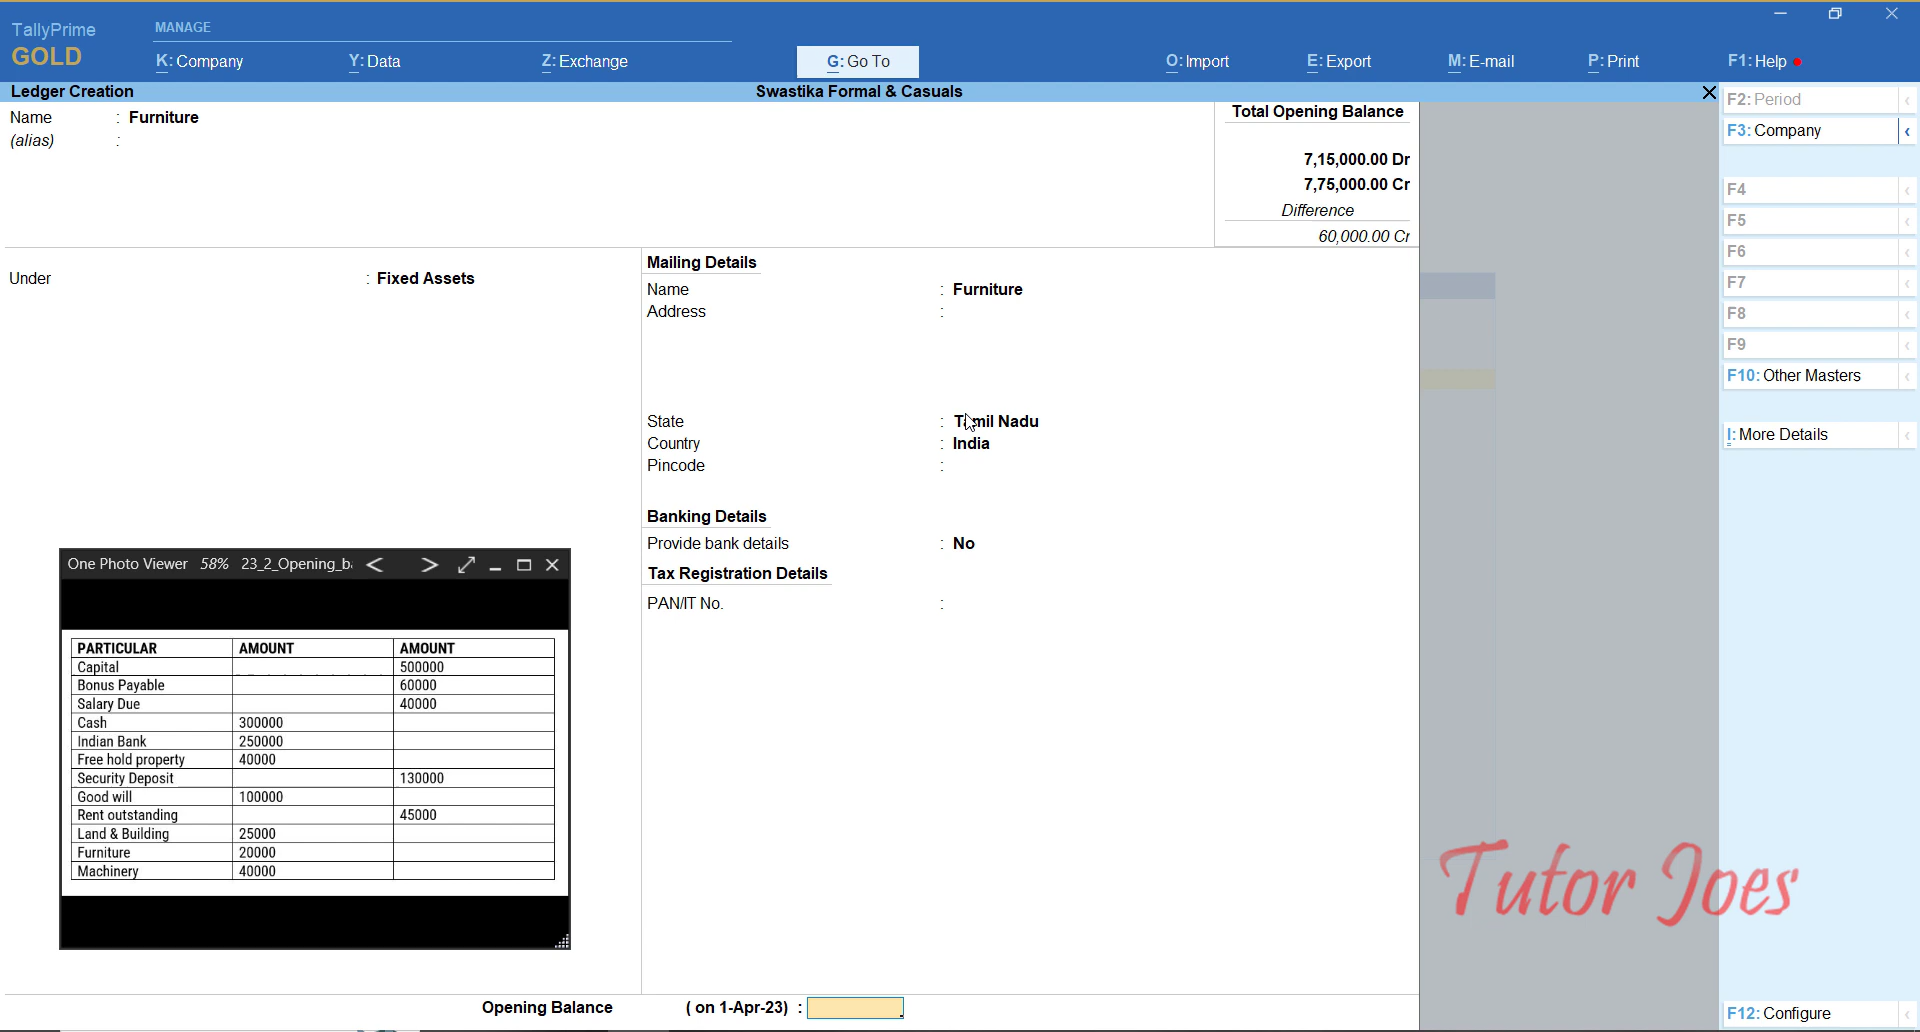 TallyPrime
GOLD
MANAGE
K: Company
Y: Data
Z: Exchange
G: Go To
O: Import
E: Export
M: E-mail
P: Print
F1: Help
Ledger Creation
Swastika Formal & Casuals
Name : Furniture
(alias) :
Total Opening Balance
7,15,000.00 Dr
7,75,000.00 Cr
Difference
60,000.00 Cr
Under : Fixed Assets
Mailing Details
Name : Furniture
Address :
State : Tamil Nadu
Country : India
Pincode :
Banking Details
Provide bank details : No
Tax Registration Details
PAN/IT No. :
One Photo Viewer 58% 23_2_Opening_ba
PARTICULAR AMOUNT AMOUNT
Capital 500000
Bonus Payable 60000
Salary Due 40000
Cash 300000
Indian Bank 250000
Free hold property 40000
Security Deposit 130000
Good will 100000
Rent outstanding 45000
Land & Building 25000
Furniture 20000
Machinery 40000
Opening Balance ( on 1-Apr-23) :
F2: Period
F3: Company
F4
F5
F6
F7
F8
F9
F10: Other Masters
I: More Details
Tutor Joes
F12: Configure